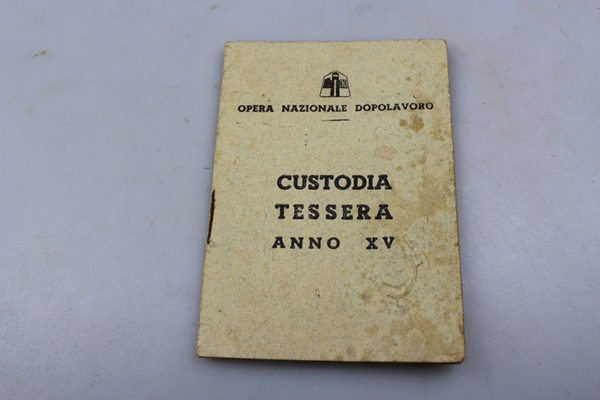 OPERA NAZIONALE DOPOLAVORO
CUSTODIA
TESSERA
ANNO XV